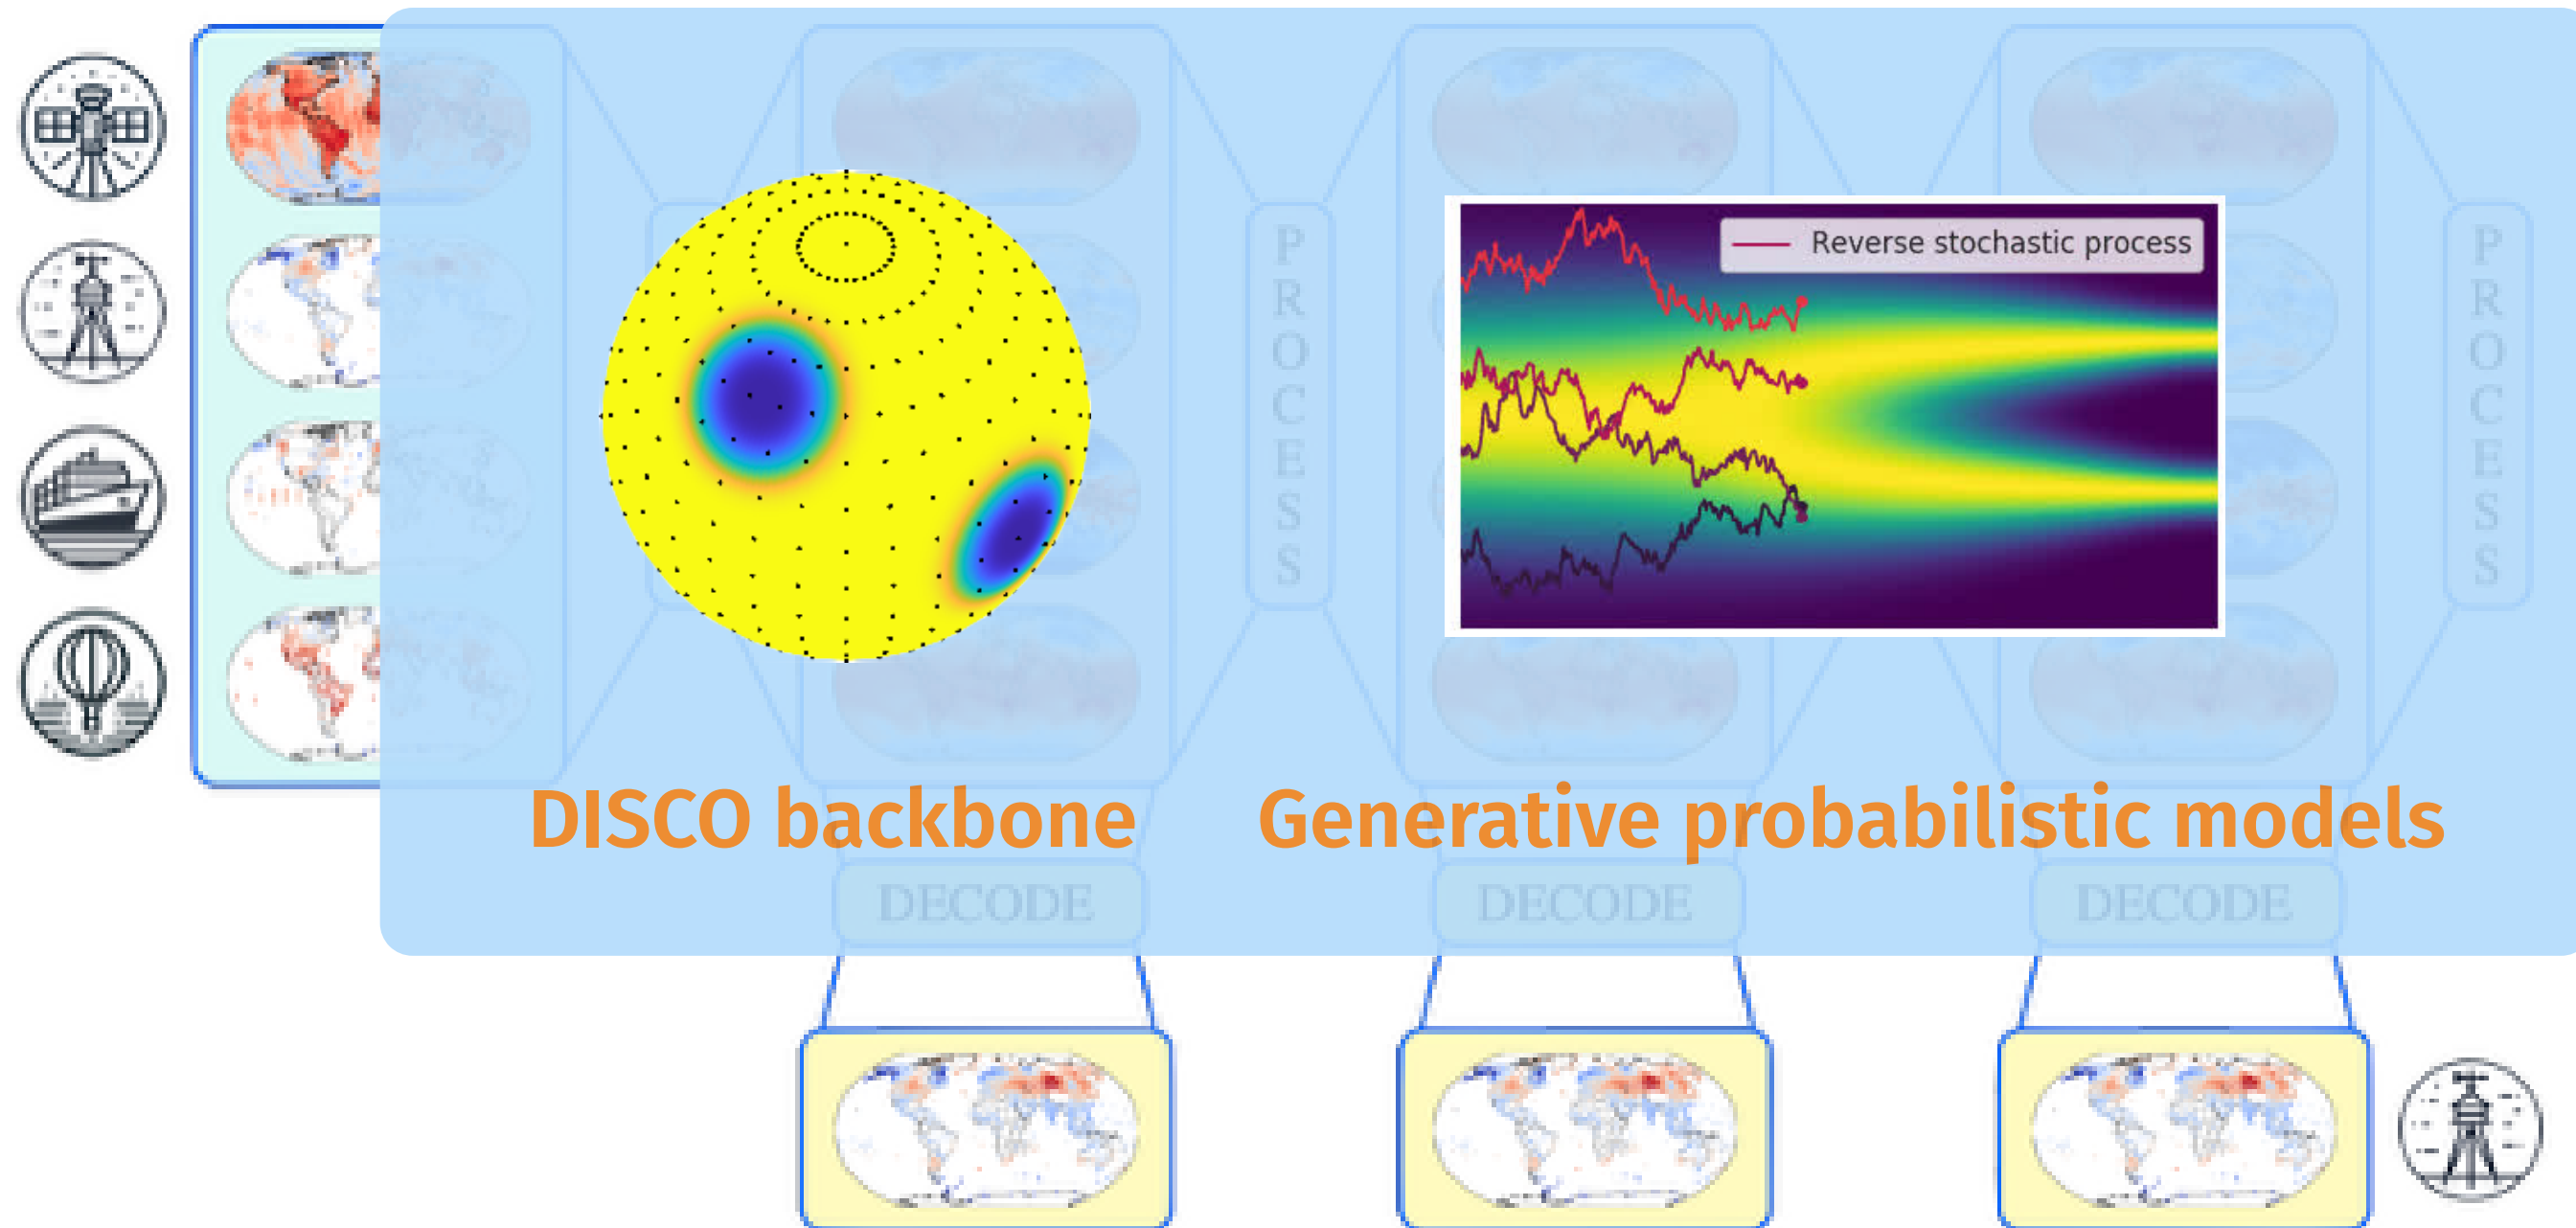 Reverse stochastic process
PROCESS
PROCESS
DISCO backbone
Generative probabilistic models
DECODE
DECODE
DECODE